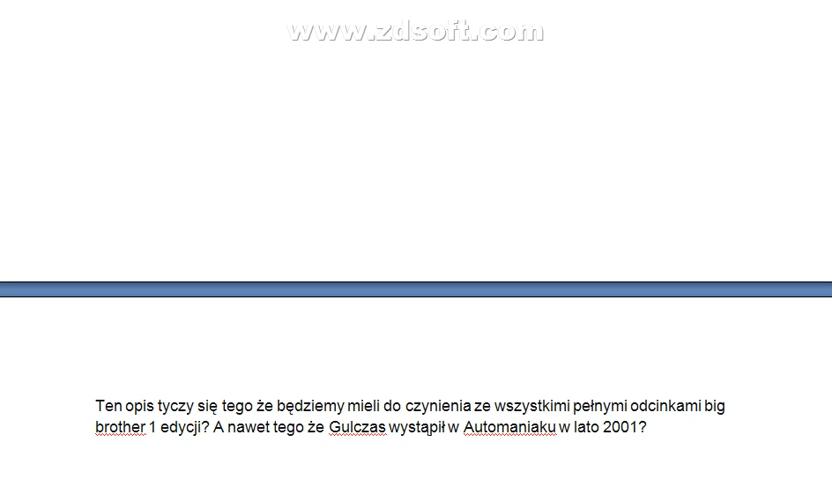 www.zdsoft.com
Ten opis tyczy się tego że będziemy mieli do czynienia ze wszystkimi pełnymi odcinkami big
brother 1 edycji? A nawet tego że Gulczas wystąpił w Automaniaku w lato 2001?